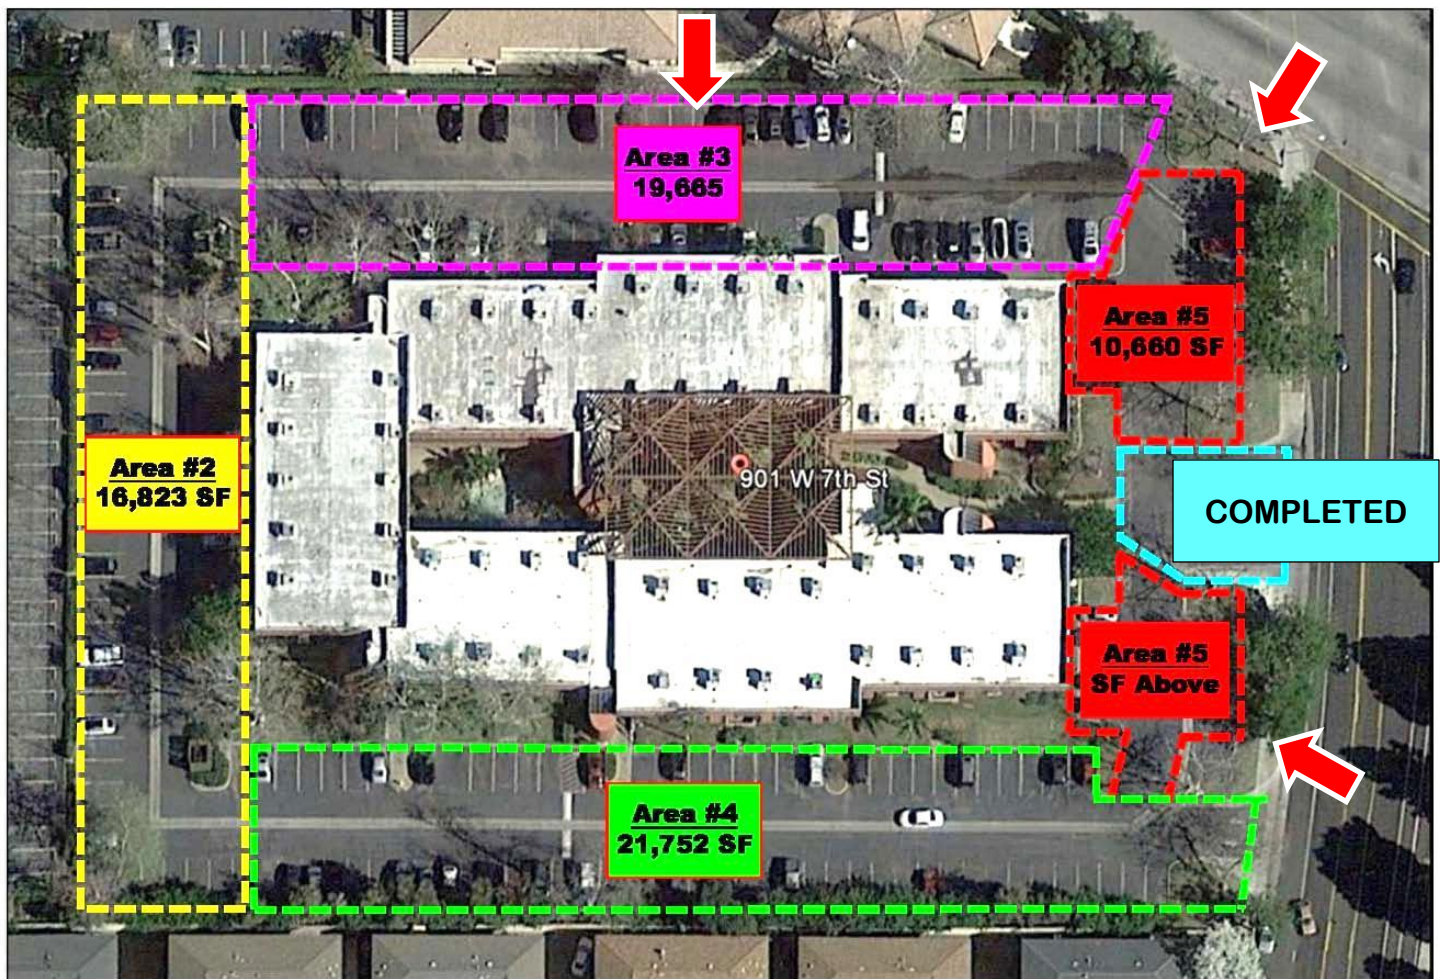 Area #3
19,665
Area #5
10,660 SF
Area #2
16,823 SF
901 W 7th St
COMPLETED
Area #5
SF Above
Area #4
21,752 SF